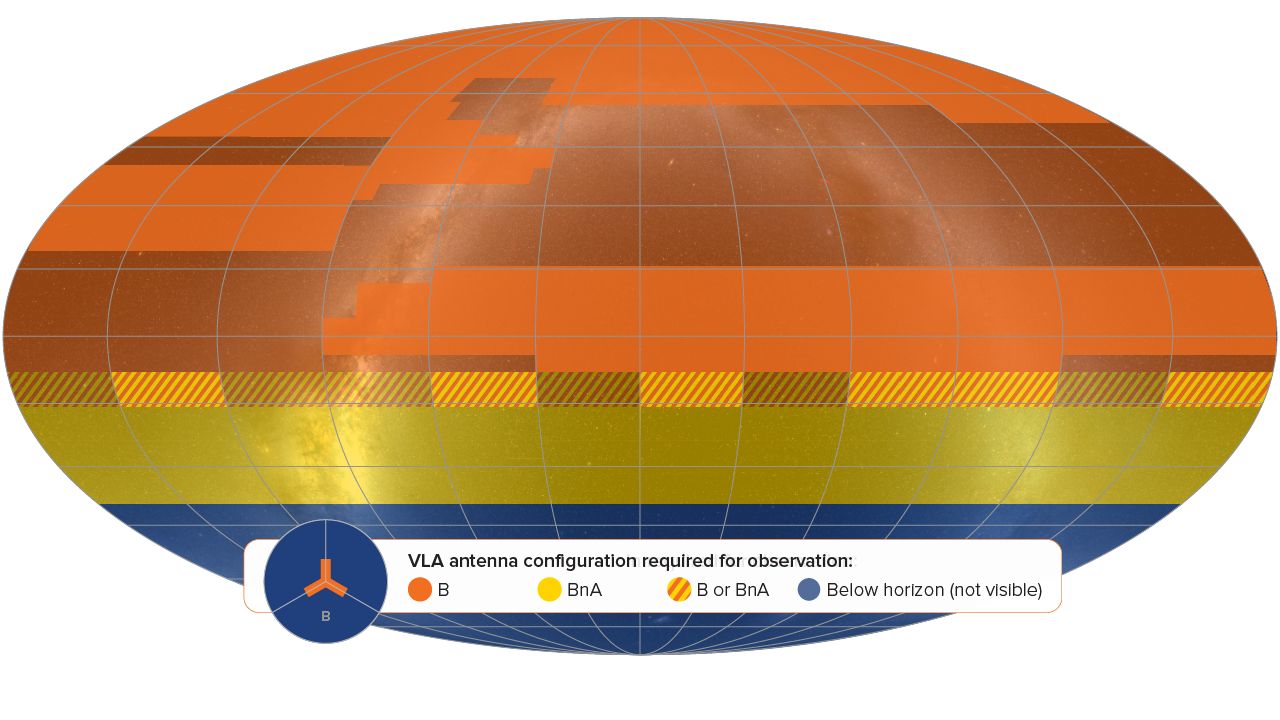 VLA antenna configuration required for observation:
B BnA B or BnA Below horizon (not visible)
B